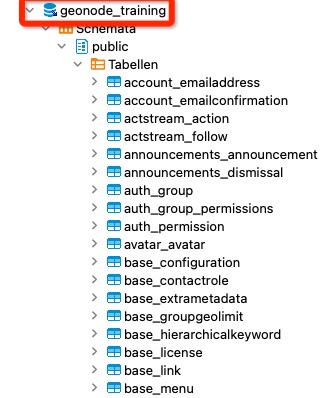 geonode_training
Schemata
public
Tabellen
account_emailaddress
account_emailconfirmation
actstream_action
actstream_follow
announcements_announcement
announcements_dismissal
auth_group
auth_group_permissions
auth_permission
avatar_avatar
base_configuration
base_contactrole
base_extrametadata
base_groupgeolimit
base_hierarchicalkeyword
base_license
base_link
base_menu